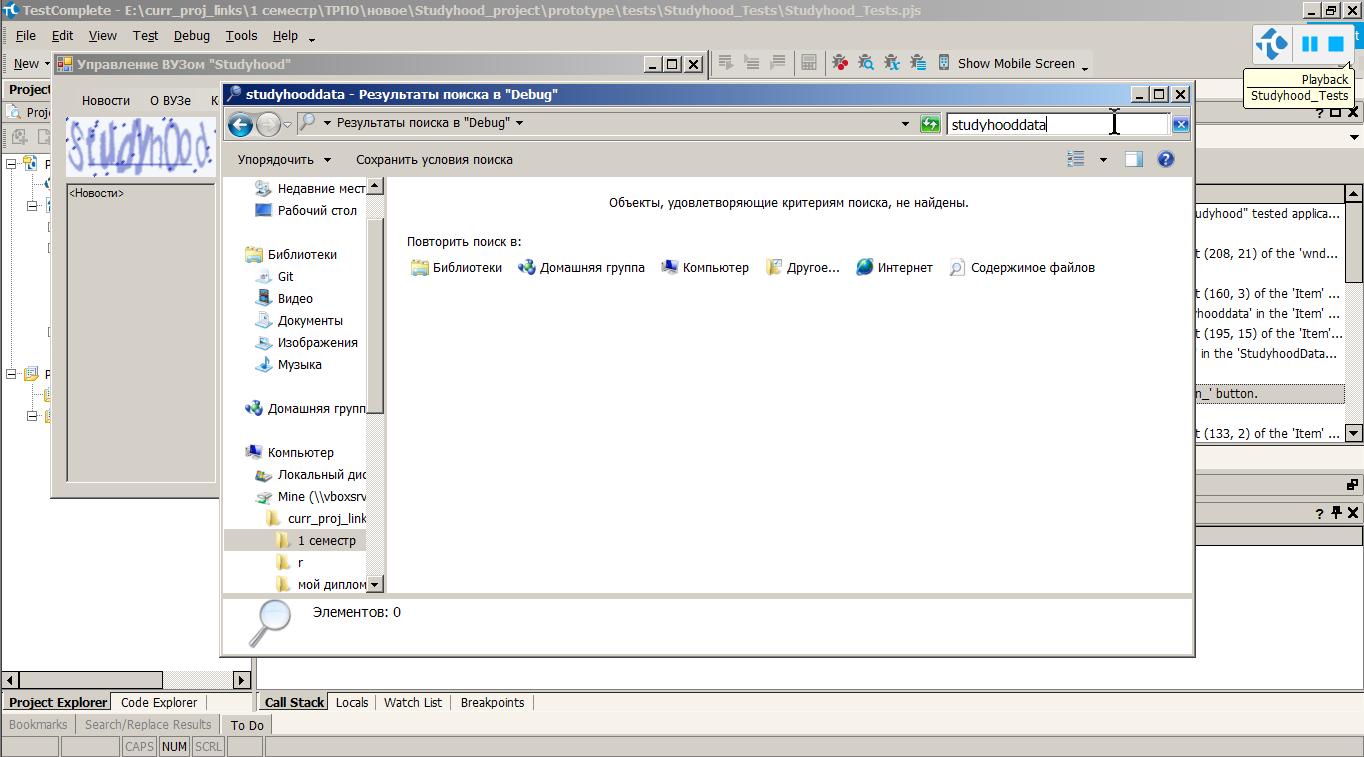 TestComplete - E:\curr_proj_links\1 семестр\ТРПО\новое\Studyhood_project\prototype\tests\Studyhood_Tests\Studyhood_Tests.pjs
File Edit View Test Debug Tools Help
New
Управление ВУЗом "Studyhood"
Show Mobile Screen
Playback
Studyhood_Tests
Новости О ВУЗе
Studyhood
<Новости>
studyhooddata - Результаты поиска в "Debug"
Результаты поиска в "Debug"
studyhooddata
Упорядочить Сохранить условия поиска
Недавние мест
Рабочий стол
Библиотеки
Git
Видео
Документы
Изображения
Музыка
Домашняя групп
Компьютер
Локальный дис
Mine (\\vboxsrv
curr_proj_link
1 семестр
r
мой диплом
Объекты, удовлетворяющие критериям поиска, не найдены.
Повторить поиск в:
Библиотеки Домашняя группа Компьютер Другое... Интернет Содержимое файлов
Элементов: 0
udyhood" tested applica...
t (208, 21) of the 'wnd...
t (160, 3) of the 'Item' ...
yhooddata' in the 'Item' ...
t (195, 15) of the 'Item'...
in the 'StudyhoodData...
n_' button.
t (133, 2) of the 'Item' ...
Project Explorer Code Explorer
Call Stack Locals Watch List Breakpoints
Bookmarks Search/Replace Results To Do
CAPS NUM SCRL